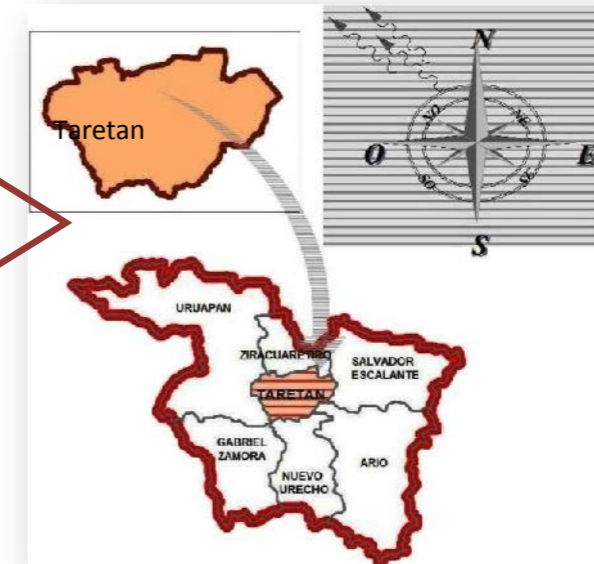 Taretan
N
NO
NE
O
E
SO
SE
S
URUAPAN
ZIRACUARETIRO
SALVADOR
ESCALANTE
TARETAN
GABRIEL
ZAMORA
NUEVO
URECHO
ARIO